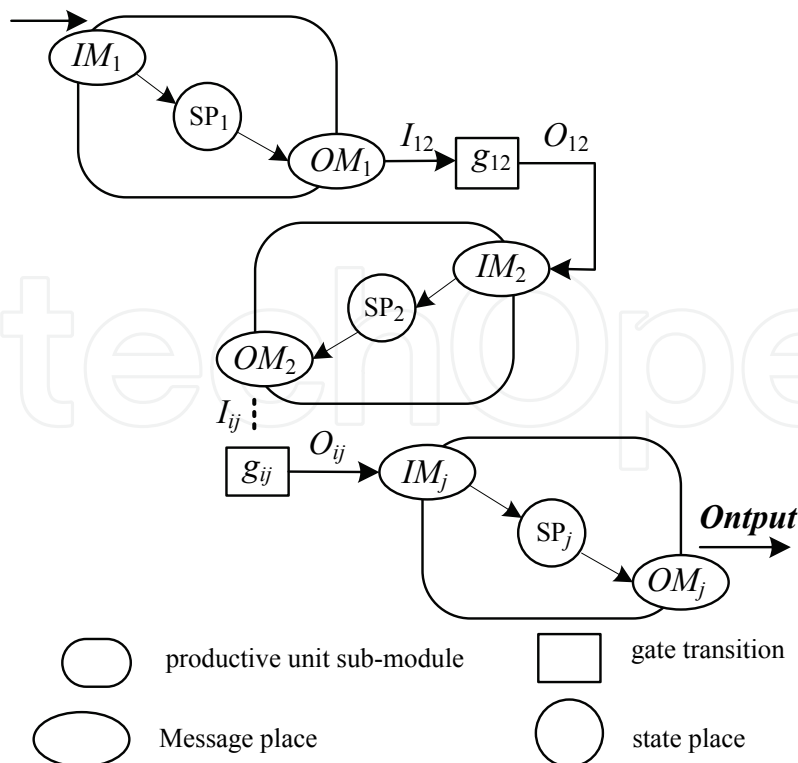 IM₁
SP₁
OM₁
I₁₂
g₁₂
O₁₂
IM₂
SP₂
OM₂
Iᵢⱼ
gᵢⱼ
Oᵢⱼ
IMⱼ
SPⱼ
OMⱼ
Ontput
techOpe
productive unit sub-module
gate transition
Message place
state place